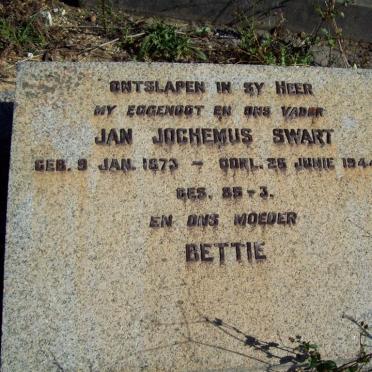 ONTSLAPEN IN SY HEER
MY EGGENOOT EN ONS VADER
JAN JOCHEMUS SWART
GEB. 9 JAN. 1873 — OORL. 25 JUNIE 1944
GES. 55-3.
EN ONS MOEDER
BETTIE